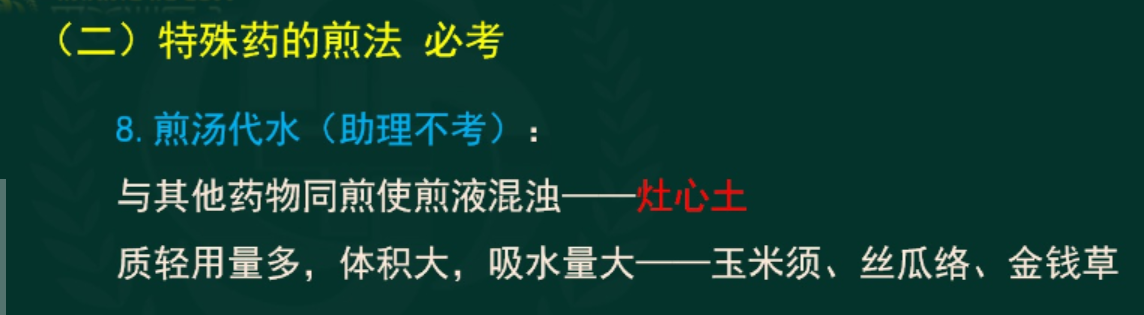 （二）特殊药的煎法 必考
8. 煎汤代水（助理不考）：
与其他药物同煎使煎液混浊——灶心土
质轻用量多，体积大，吸水量大——玉米须、丝瓜络、金钱草